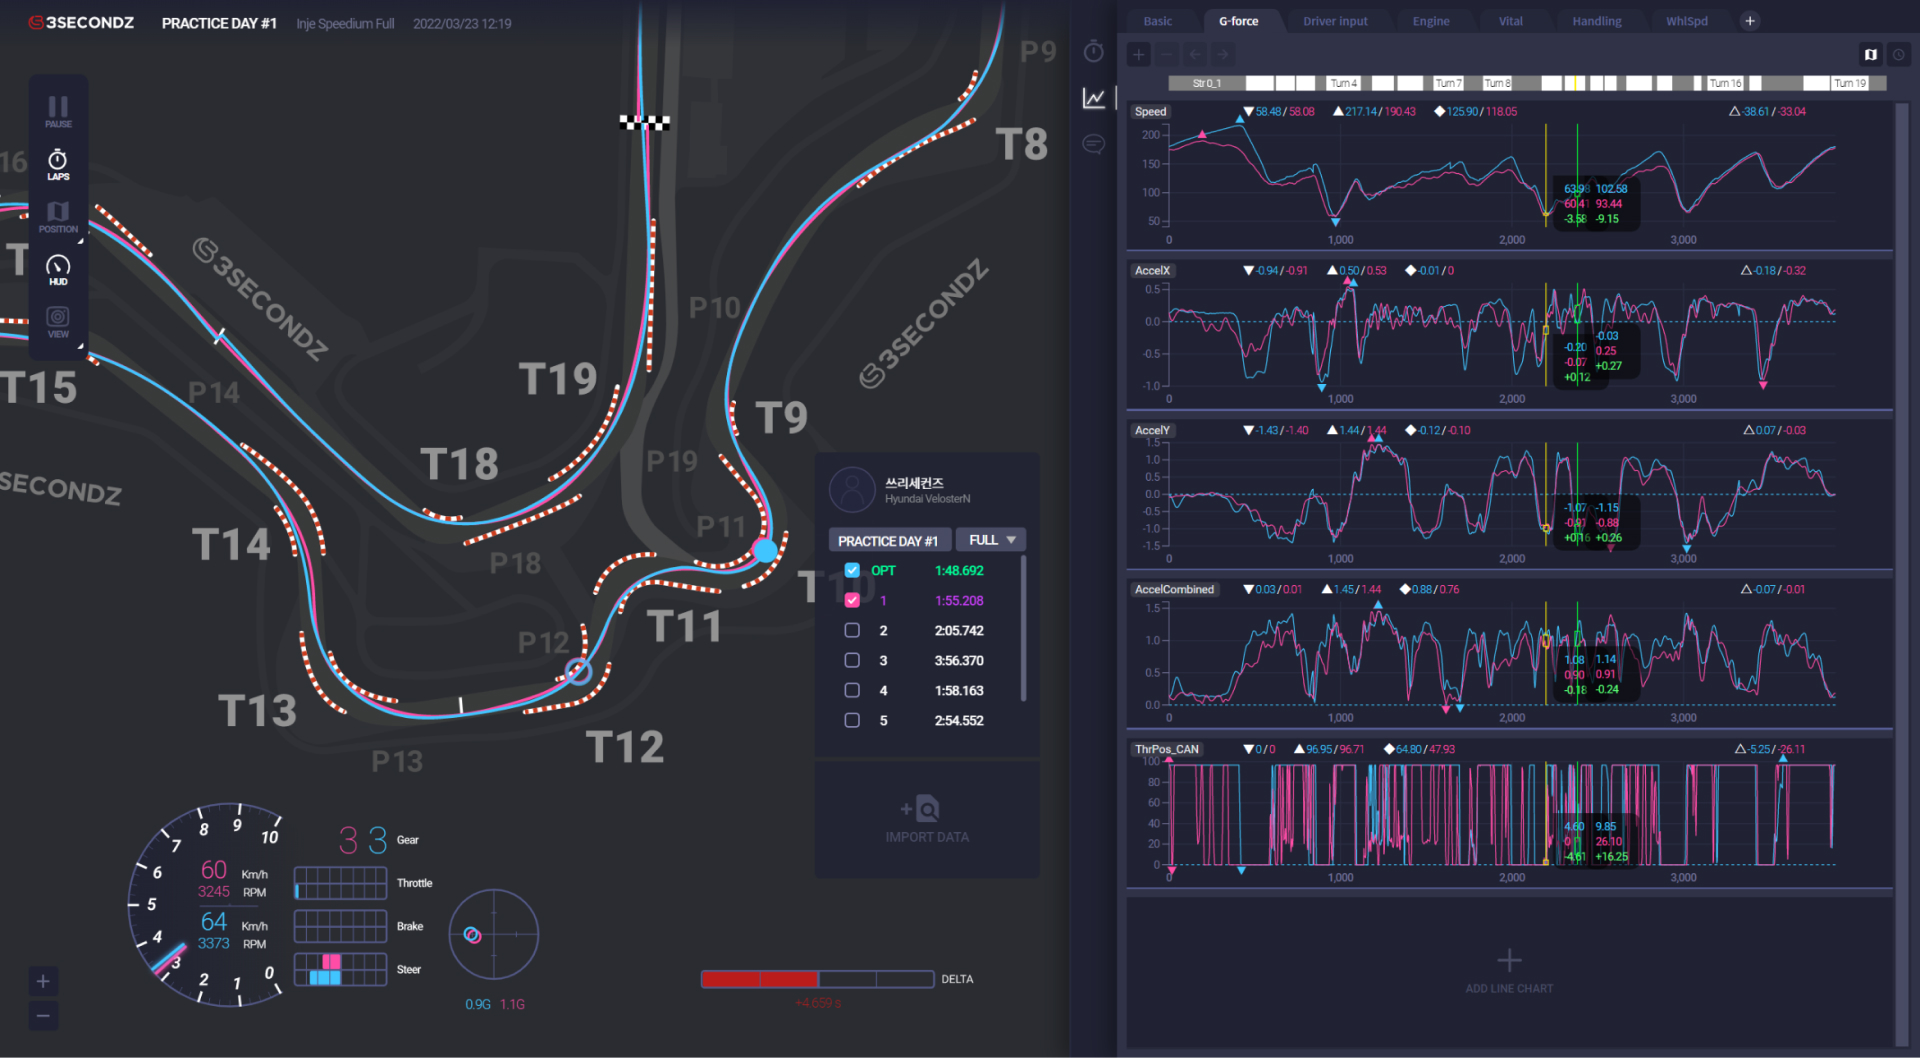 3SECONDZ
PRACTICE DAY #1
Inje Speedium Full
2022/03/23 12:19
PAUSE
LAPS
POSITION
HUD
VIEW
P9
T8
16
3SECONDZ
P10
3SECONDZ
T15
P14
T19
T9
T18
P19
SECONDZ
T14
P18
P11
T10
T11
P12
T13
T12
P13
쓰리세컨즈
Hyundai VelosterN
PRACTICE DAY #1 FULL
OPT 1:48.692
1 1:55.208
2 2:05.742
3 3:56.370
4 1:58.163
5 2:54.552
IMPORT DATA
0 1 2 3 4 5 6 7 8 9 10
60 Km/h
3245 RPM
64 Km/h
3373 RPM
3 3 Gear
Throttle
Brake
Steer
0.9G 1.1G
DELTA
+4.659 s
Basic G-force Driver input Engine Vital Handling WhlSpd
Str 0_1 Turn 4 Turn 7 Turn 8 Turn 16 Turn 19
Speed ▼58.48/58.08 ▲217.14/190.43 ◆125.90/118.05 △-38.61/-33.04
200
150
100
50
63.98 102.58
60.41 93.44
-3.58 -9.15
0 1,000 2,000 3,000
AccelX ▼-0.94/-0.91 ▲0.50/0.53 ◆-0.01/0 △-0.18/-0.32
0.5
0.0
-0.5
-1.0
-0.20 -0.03
-0.07 0.25
+0.12 +0.27
0 1,000 2,000 3,000
AccelY ▼-1.43/-1.40 ▲1.44/1.44 ◆-0.12/-0.10 △0.07/-0.03
1.5
1.0
0.5
0.0
-0.5
-1.0
-1.5
-1.07 -1.15
-0.91 -0.88
+0.16 +0.26
0 1,000 2,000 3,000
AccelCombined ▼0.03/0.01 ▲1.45/1.44 ◆0.88/0.76 △-0.07/-0.01
1.5
1.0
0.5
0.0
1.08 1.14
0.90 0.91
-0.18 -0.24
0 1,000 2,000 3,000
ThrPos_CAN ▼0/0 ▲96.95/96.71 ◆64.80/47.93 △-5.25/-26.11
100
80
60
40
20
0
4.60 9.85
0 26.10
-4.61 +16.25
0 1,000 2,000 3,000
ADD LINE CHART